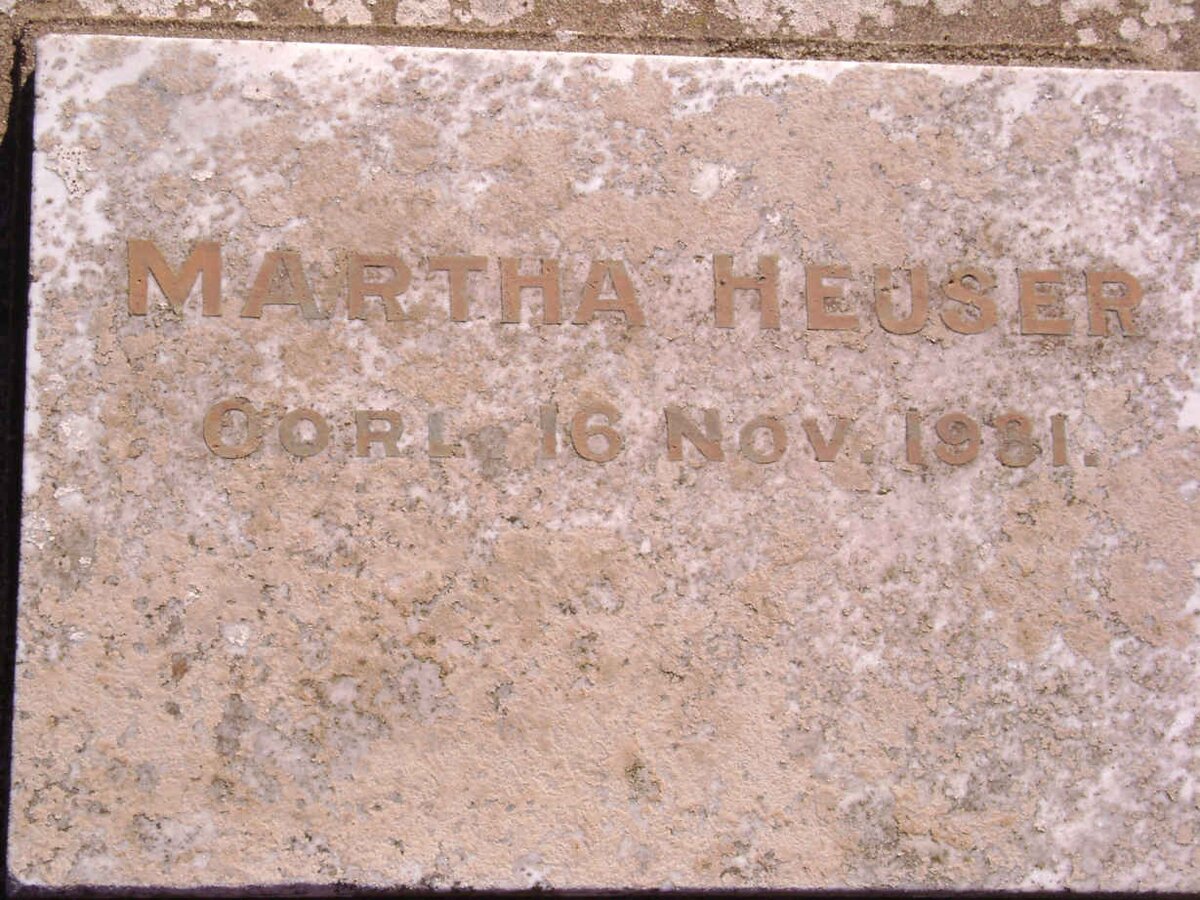 MARTHA HEUSER
OORL. 16 NOV. 1931.